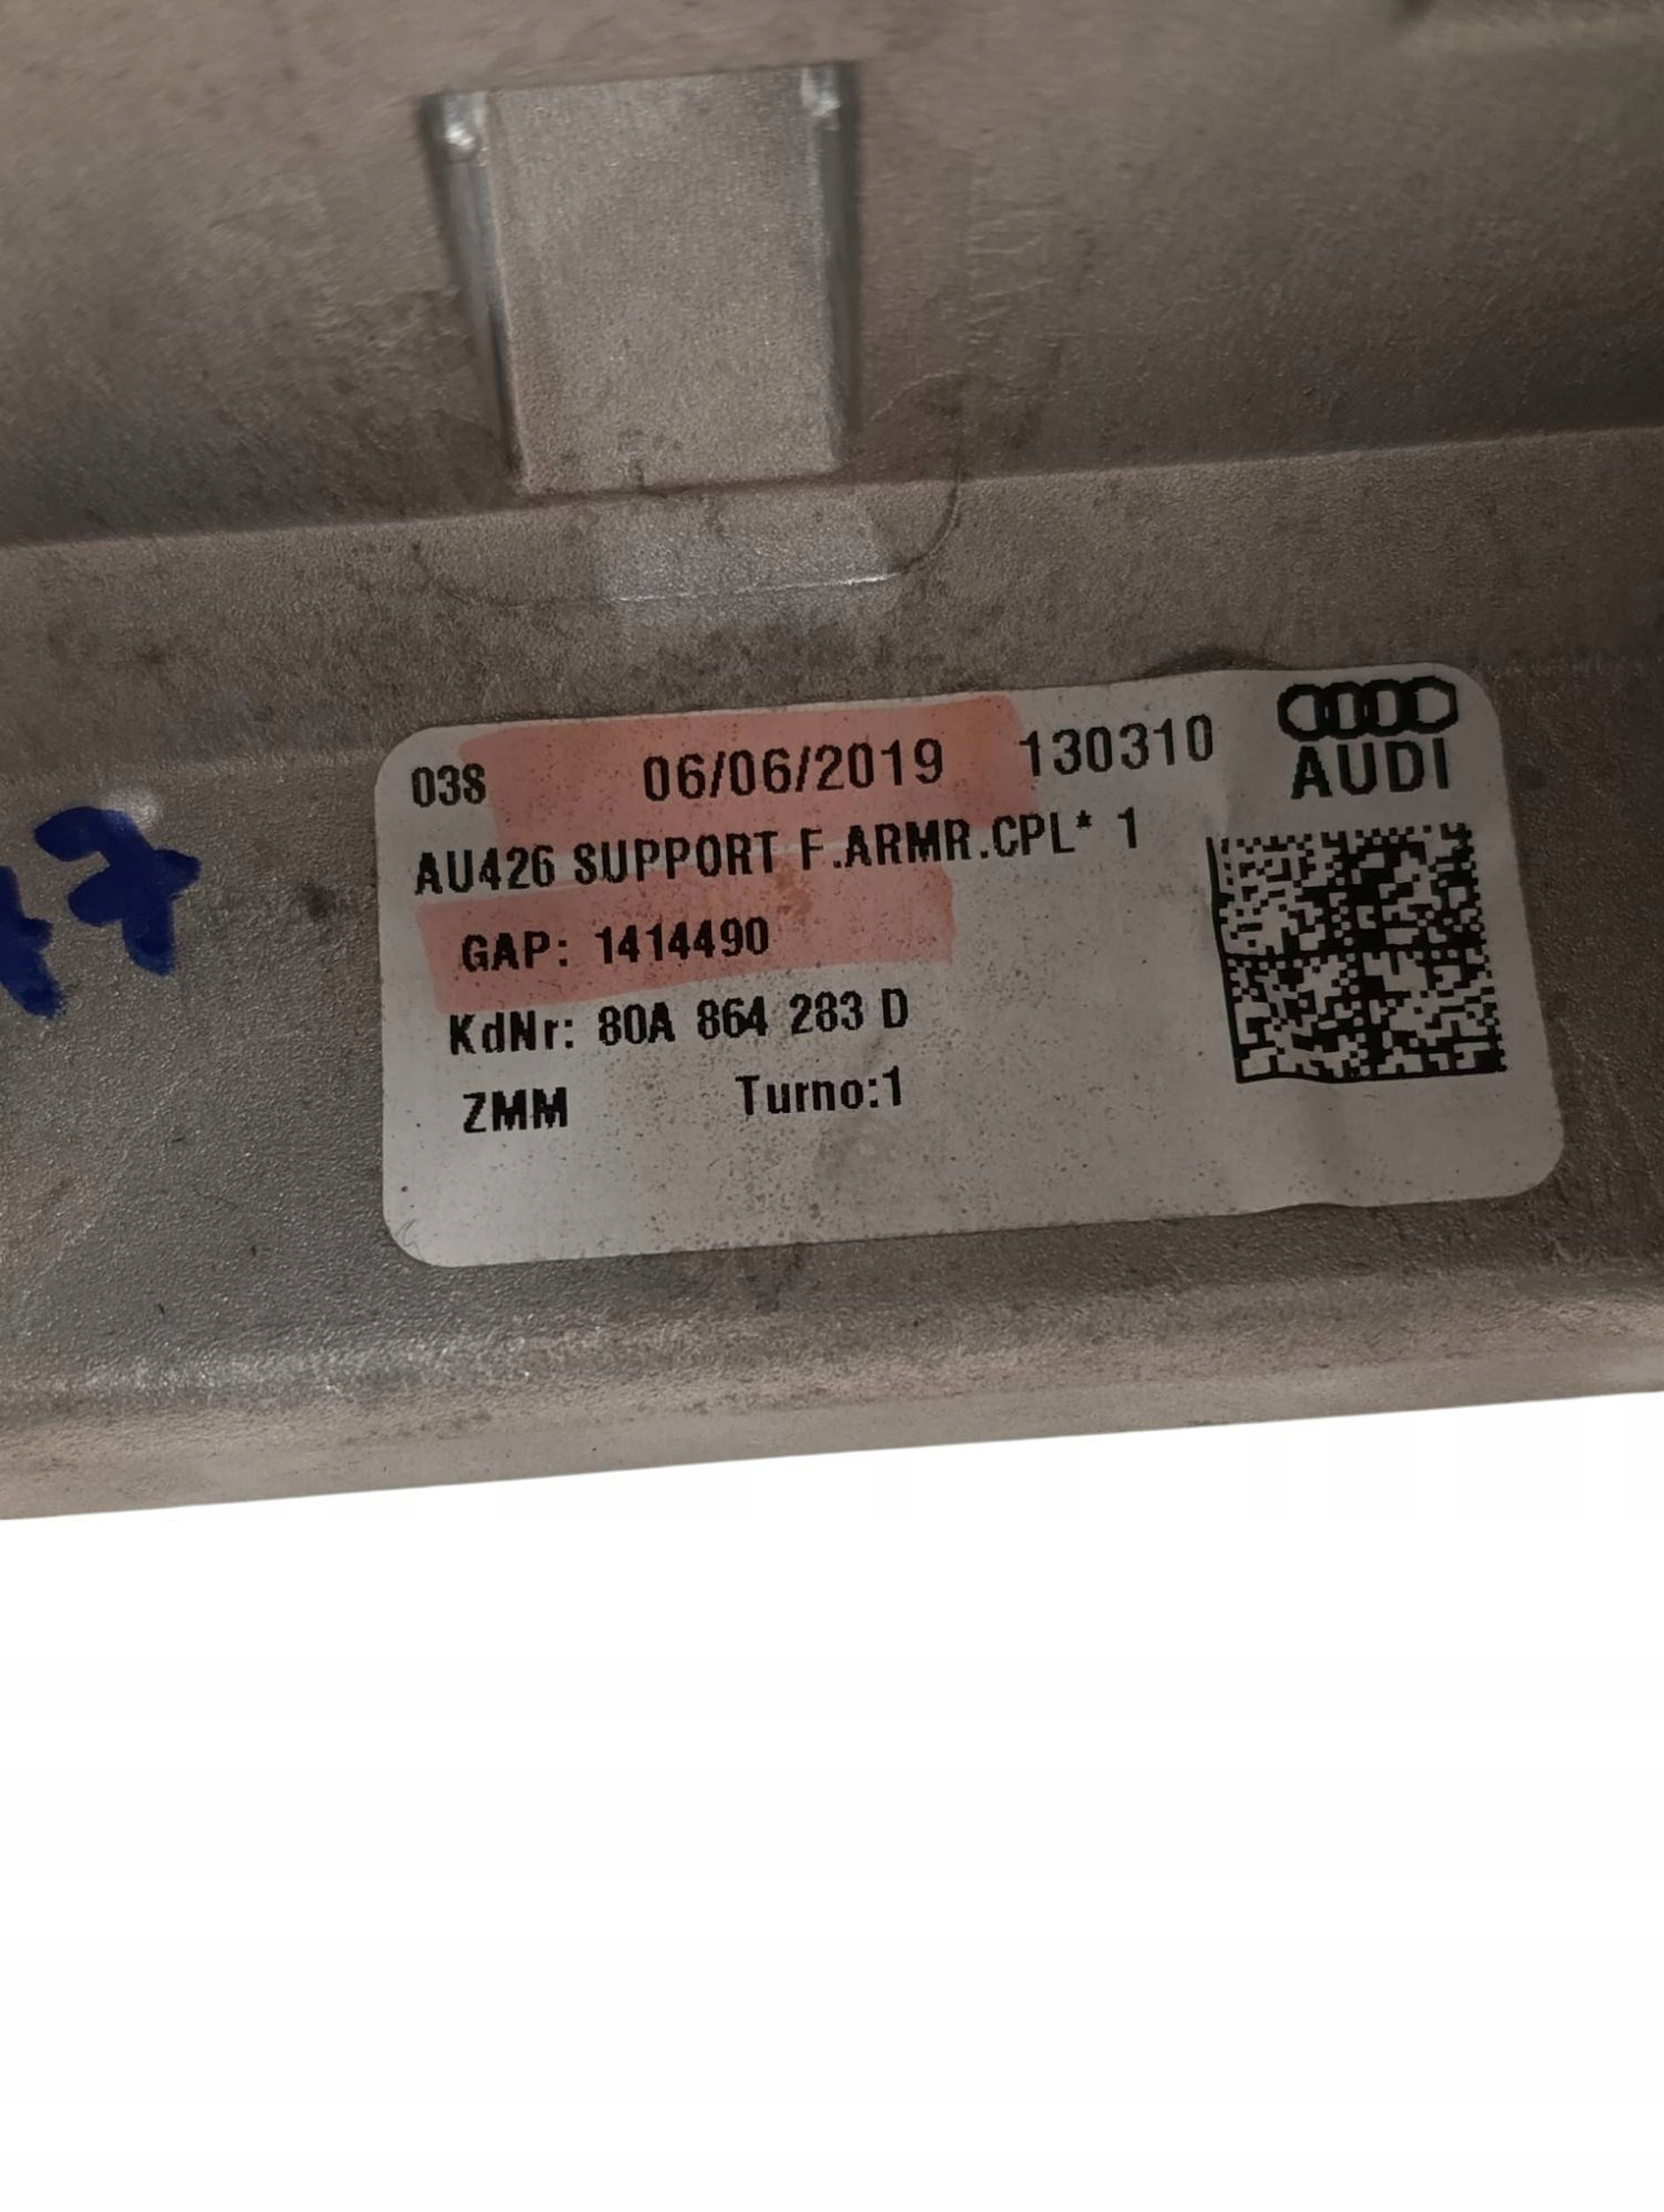 03S 06/06/2019 130310
AUDI
AU426 SUPPORT F.ARMR.CPL* 1
GAP: 1414490
KdNr: 80A 864 283 D
ZMM Turno:1